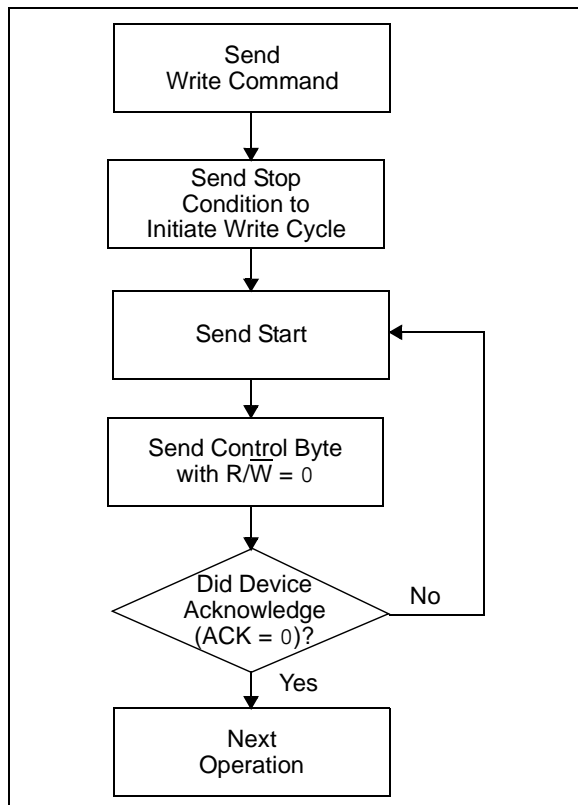 Send
Write Command
Send Stop
Condition to
Initiate Write Cycle
Send Start
Send Control Byte
with R/W̅ = 0
Did Device
Acknowledge
(ACK = 0)?
No
Yes
Next
Operation